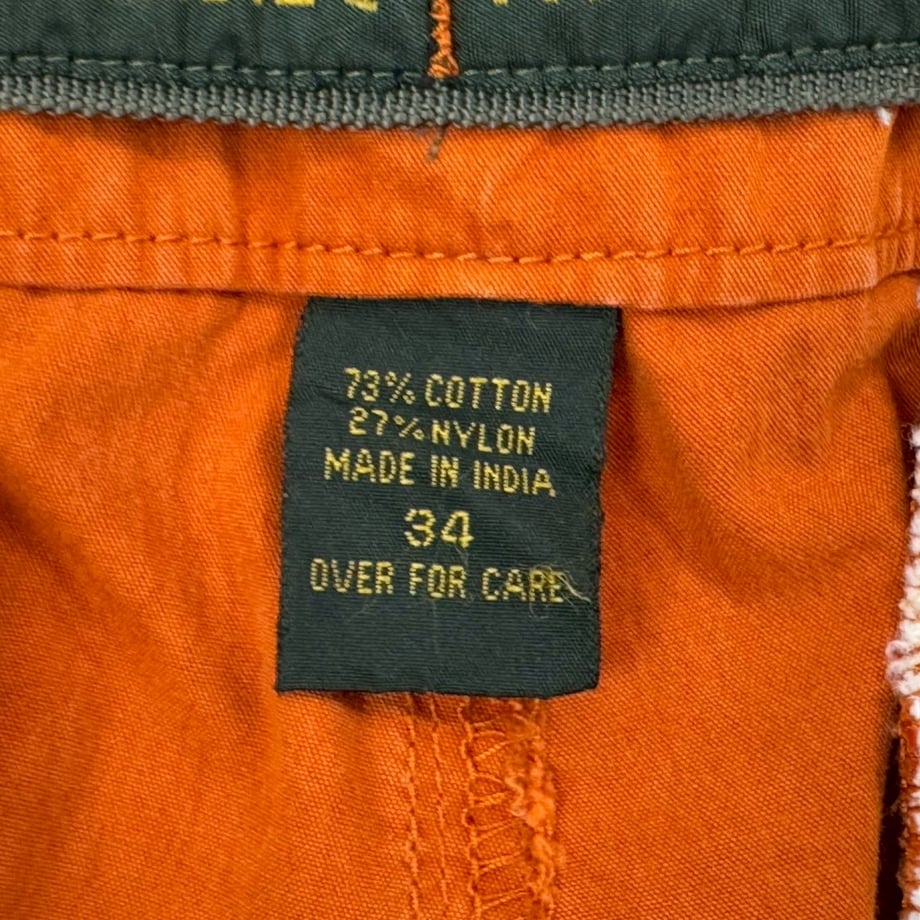 73% COTTON
27% NYLON
MADE IN INDIA
34
OVER FOR CARE